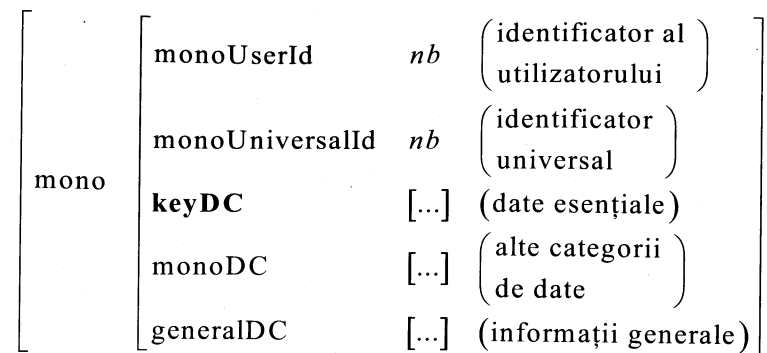 identificator al
monoUserId nb
utilizatorului
identificator
monoUniversalId nb
universal
mono
keyDC [...] (date esențiale)
alte categorii
monoDC [...]
de date
generalDC [...] (informații generale)